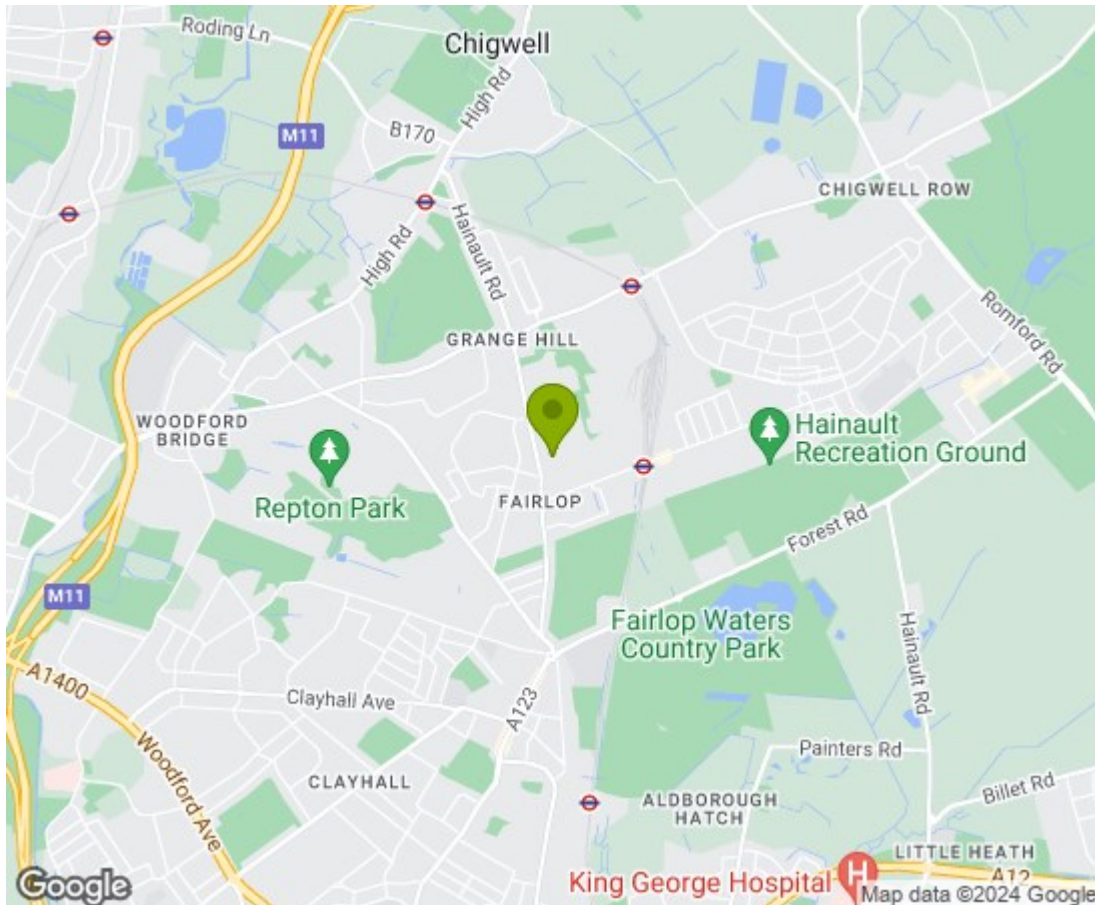 Roding Ln
Chigwell
High Rd
M11
B170
CHIGWELL ROW
High Rd
Hainault Rd
Romford Rd
GRANGE HILL
WOODFORD
BRIDGE
Hainault
Recreation Ground
Repton Park
FAIRLOP
Forest Rd
M11
Fairlop Waters
Country Park
Hainault Rd
A1400
Clayhall Ave
A123
Woodford Ave
Painters Rd
CLAYHALL
ALDBOROUGH
HATCH
Billet Rd
LITTLE HEATH
A12
King George Hospital
H
Google
Map data ©2024 Google